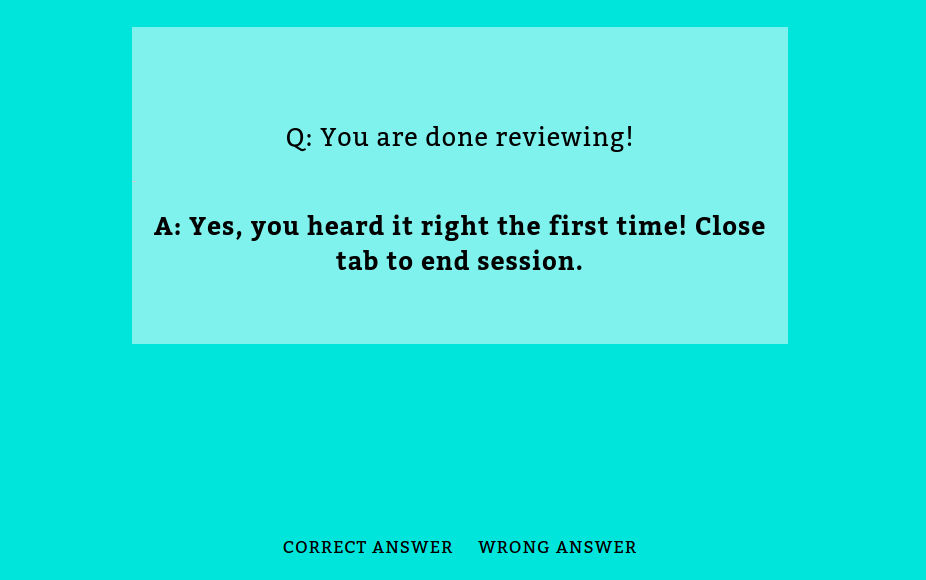 Q: You are done reviewing!
A: Yes, you heard it right the first time! Close
tab to end session.
CORRECT ANSWER WRONG ANSWER